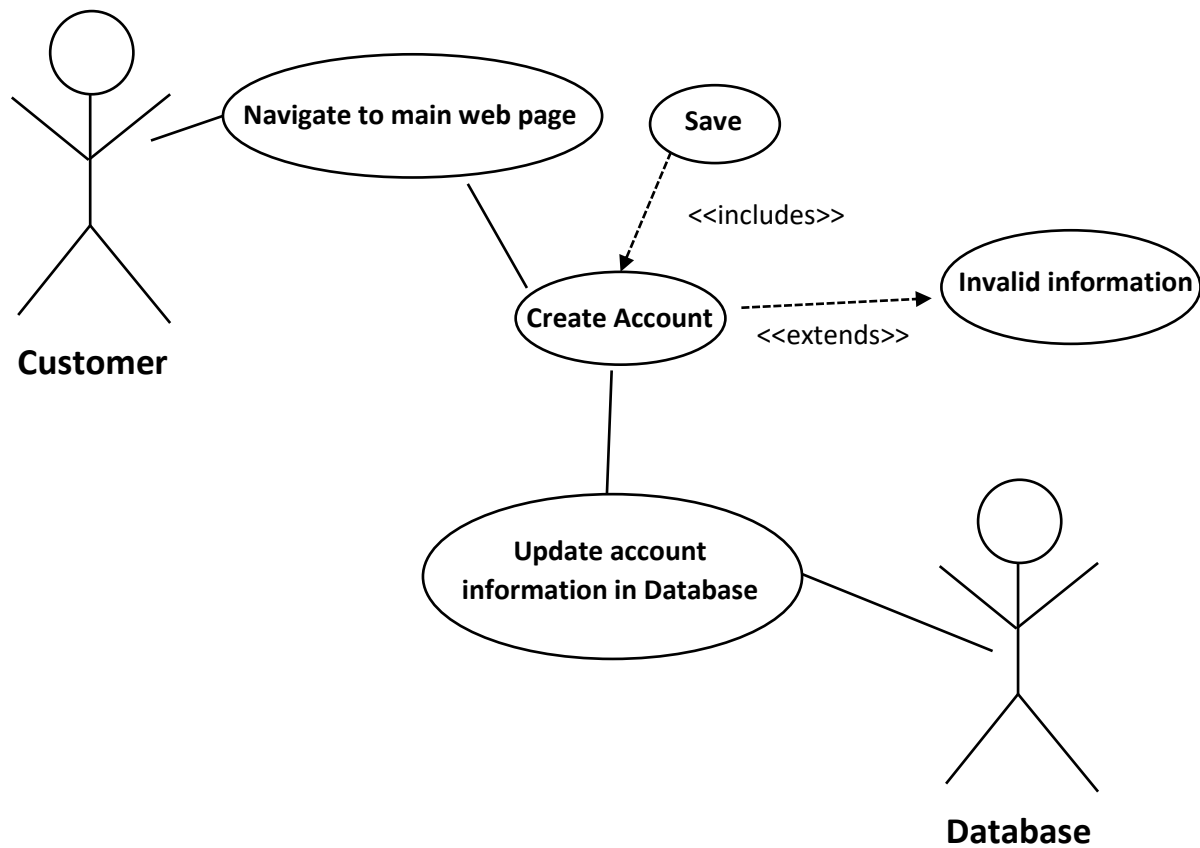 Navigate to main web page
Save
<<includes>>
Invalid information
Create Account
<<extends>>
Customer
Update account
information in Database
Database